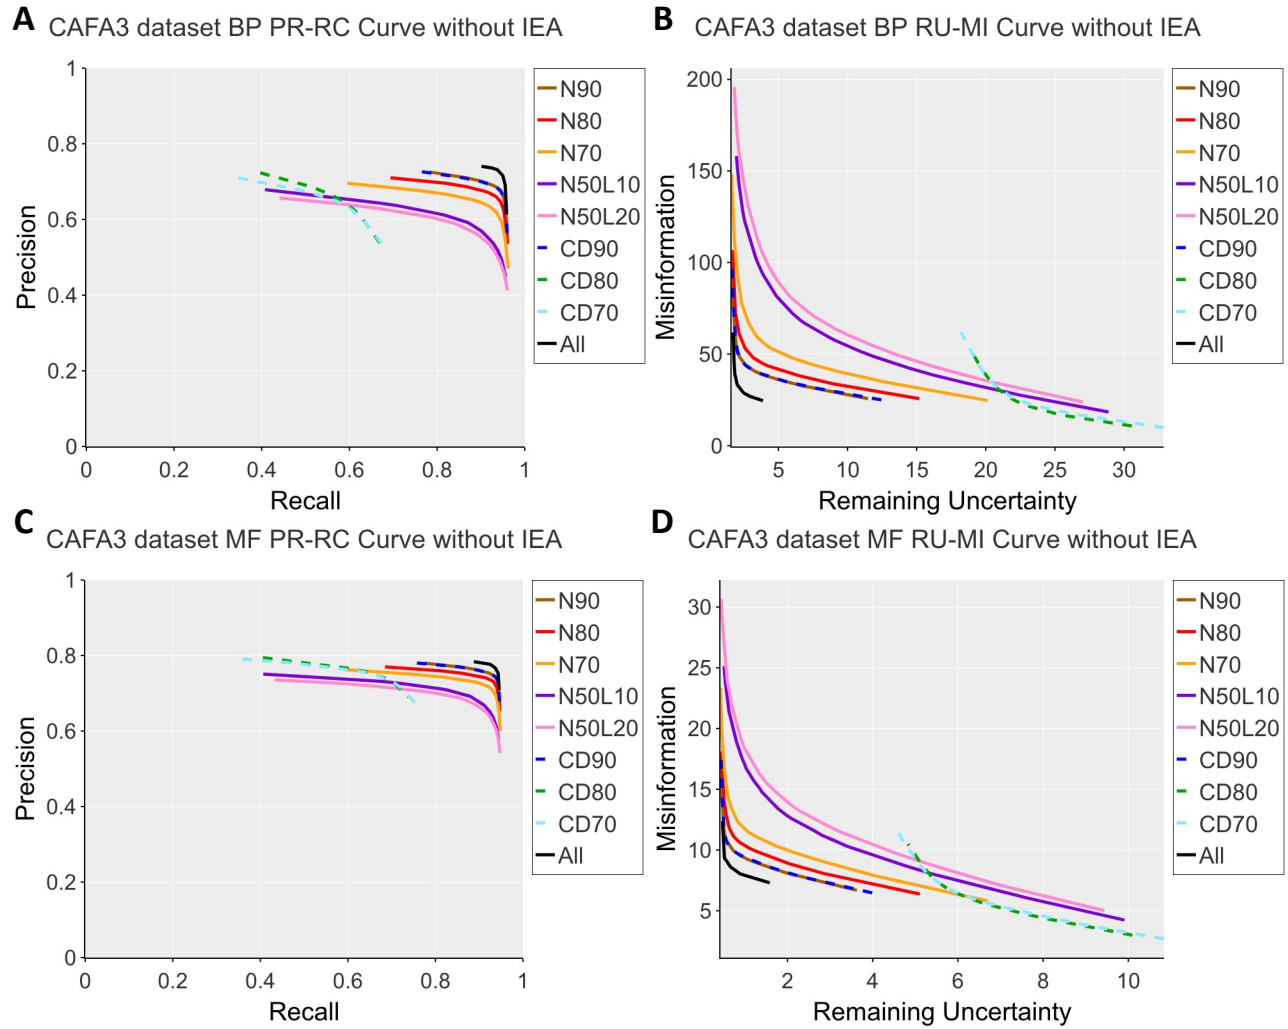 A CAFA3 dataset BP PR-RC Curve without IEA
1
0.8
0.6
0.4
0.2
0
0 0.2 0.4 0.6 0.8 1
Precision
Recall
N90
N80
N70
N50L10
N50L20
CD90
CD80
CD70
All
B CAFA3 dataset BP RU-MI Curve without IEA
200
150
100
50
0
5 10 15 20 25 30
Misinformation
Remaining Uncertainty
N90
N80
N70
N50L10
N50L20
CD90
CD80
CD70
All
C CAFA3 dataset MF PR-RC Curve without IEA
1
0.8
0.6
0.4
0.2
0
0 0.2 0.4 0.6 0.8 1
Precision
Recall
N90
N80
N70
N50L10
N50L20
CD90
CD80
CD70
All
D CAFA3 dataset MF RU-MI Curve without IEA
30
25
20
15
10
5
2 4 6 8 10
Misinformation
Remaining Uncertainty
N90
N80
N70
N50L10
N50L20
CD90
CD80
CD70
All